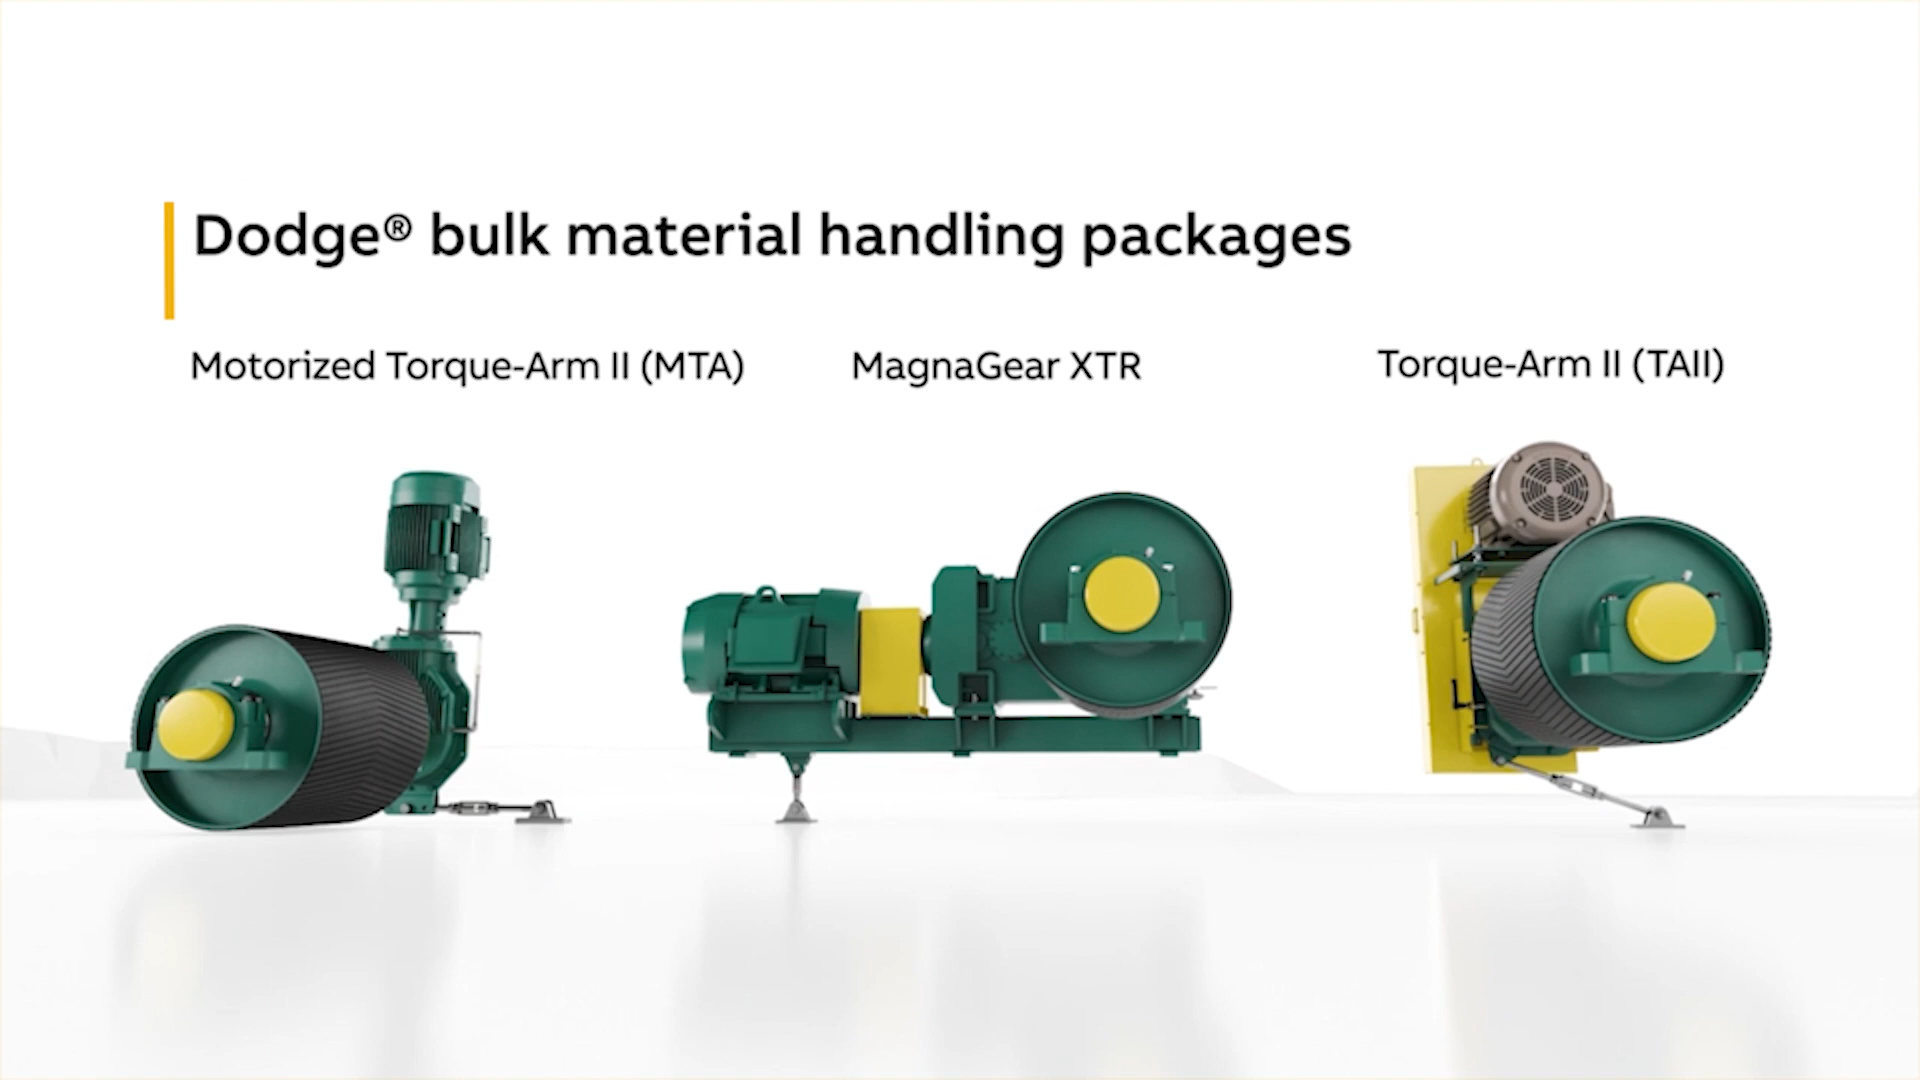 Dodge® bulk material handling packages
Motorized Torque-Arm II (MTA)
MagnaGear XTR
Torque-Arm II (TAII)